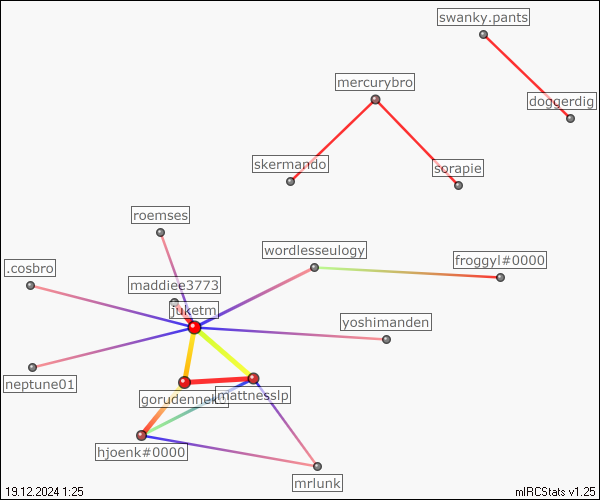 swanky.pants
mercurybro
doggerdig
skermando
sorapie
roemses
wordlesseulogy
froggyl#0000
.cosbro
maddiee3773
juketm
yoshimanden
neptune01
mattnesslp
hjoenk#0000
mrlunk
19.12.2024 1:25
mIRCStats v1.25